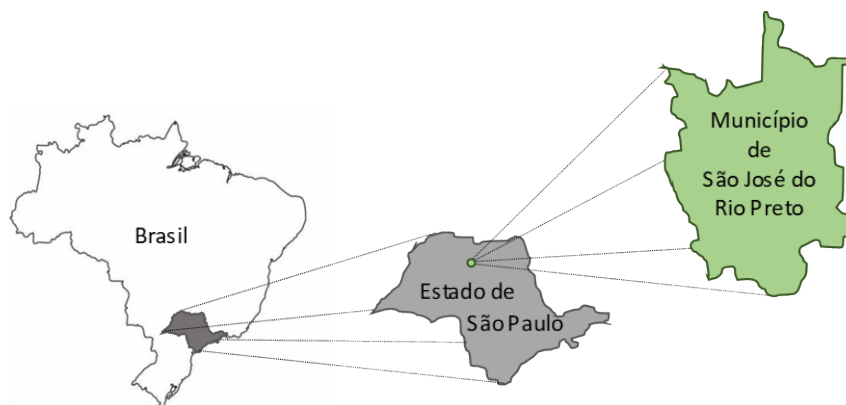 Brasil
Estado de
São Paulo
Município
de
São José do
Rio Preto